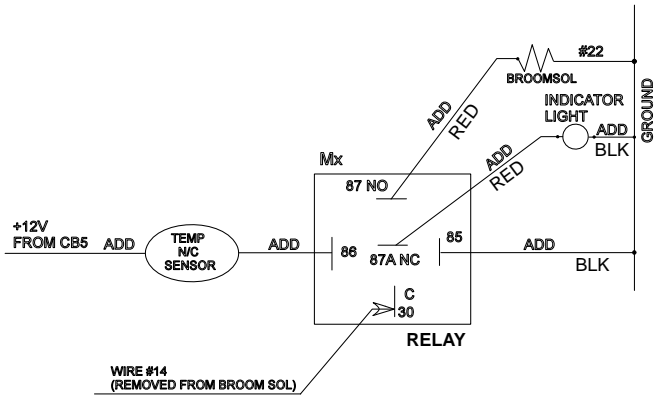 #22
BROOMSOL
INDICATOR
LIGHT
GROUND
ADD
RED
ADD
BLK
ADD
RED
Mx
87 NO
+12V
FROM CB5
ADD
TEMP
N/C
SENSOR
ADD
86
87A NC
85
ADD
BLK
C
30
RELAY
WIRE #14
(REMOVED FROM BROOM SOL)